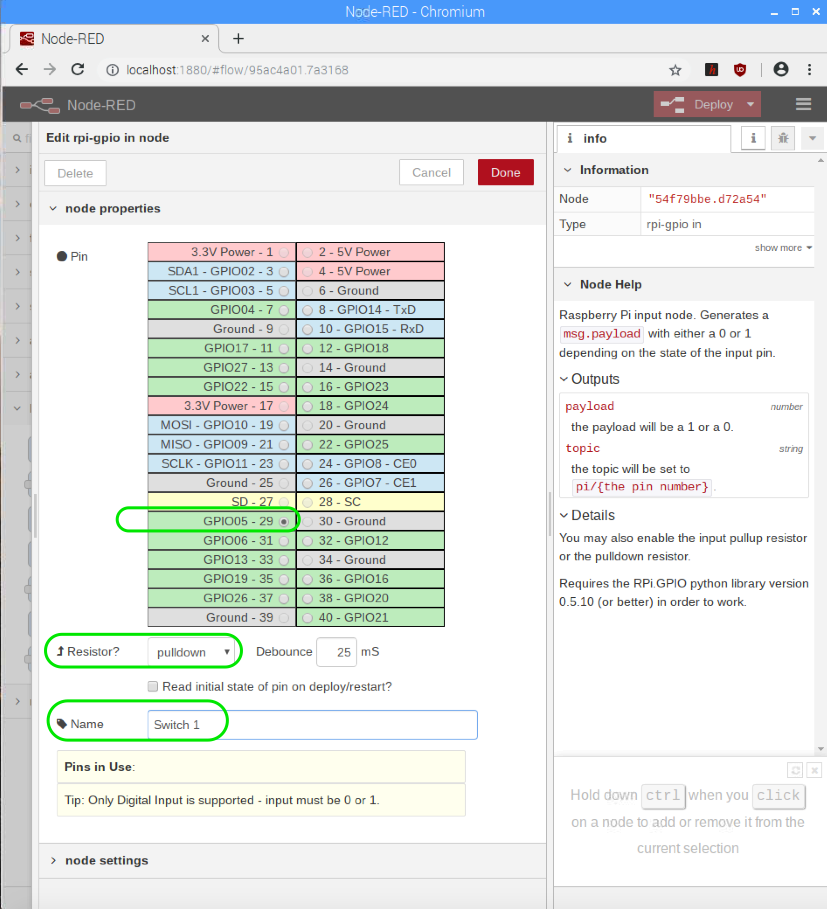 Node-RED - Chromium
Node-RED
localhost:1880/#flow/95ac4a01.7a3168
Node-RED
Deploy
Edit rpi-gpio in node
Delete
Cancel
Done
node properties
Pin
3.3V Power - 1 2 - 5V Power
SDA1 - GPIO02 - 3 4 - 5V Power
SCL1 - GPIO03 - 5 6 - Ground
GPIO04 - 7 8 - GPIO14 - TxD
Ground - 9 10 - GPIO15 - RxD
GPIO17 - 11 12 - GPIO18
GPIO27 - 13 14 - Ground
GPIO22 - 15 16 - GPIO23
3.3V Power - 17 18 - GPIO24
MOSI - GPIO10 - 19 20 - Ground
MISO - GPIO09 - 21 22 - GPIO25
SCLK - GPIO11 - 23 24 - GPIO8 - CE0
Ground - 25 26 - GPIO7 - CE1
SD - 27 28 - SC
GPIO05 - 29 30 - Ground
GPIO06 - 31 32 - GPIO12
GPIO13 - 33 34 - Ground
GPIO19 - 35 36 - GPIO16
GPIO26 - 37 38 - GPIO20
Ground - 39 40 - GPIO21
Resistor? pulldown Debounce 25 mS
Read initial state of pin on deploy/restart?
Name Switch 1
Pins in Use:
Tip: Only Digital Input is supported - input must be 0 or 1.
node settings
i info
i
Information
Node "54f79bbe.d72a54"
Type rpi-gpio in
show more
Node Help
Raspberry Pi input node. Generates a
msg.payload with either a 0 or 1
depending on the state of the input pin.
Outputs
payload number
the payload will be a 1 or a 0.
topic string
the topic will be set to
pi/{the pin number} .
Details
You may also enable the input pullup resistor
or the pulldown resistor.
Requires the RPi.GPIO python library version
0.5.10 (or better) in order to work.
Hold down ctrl when you click
on a node to add or remove it from the
current selection